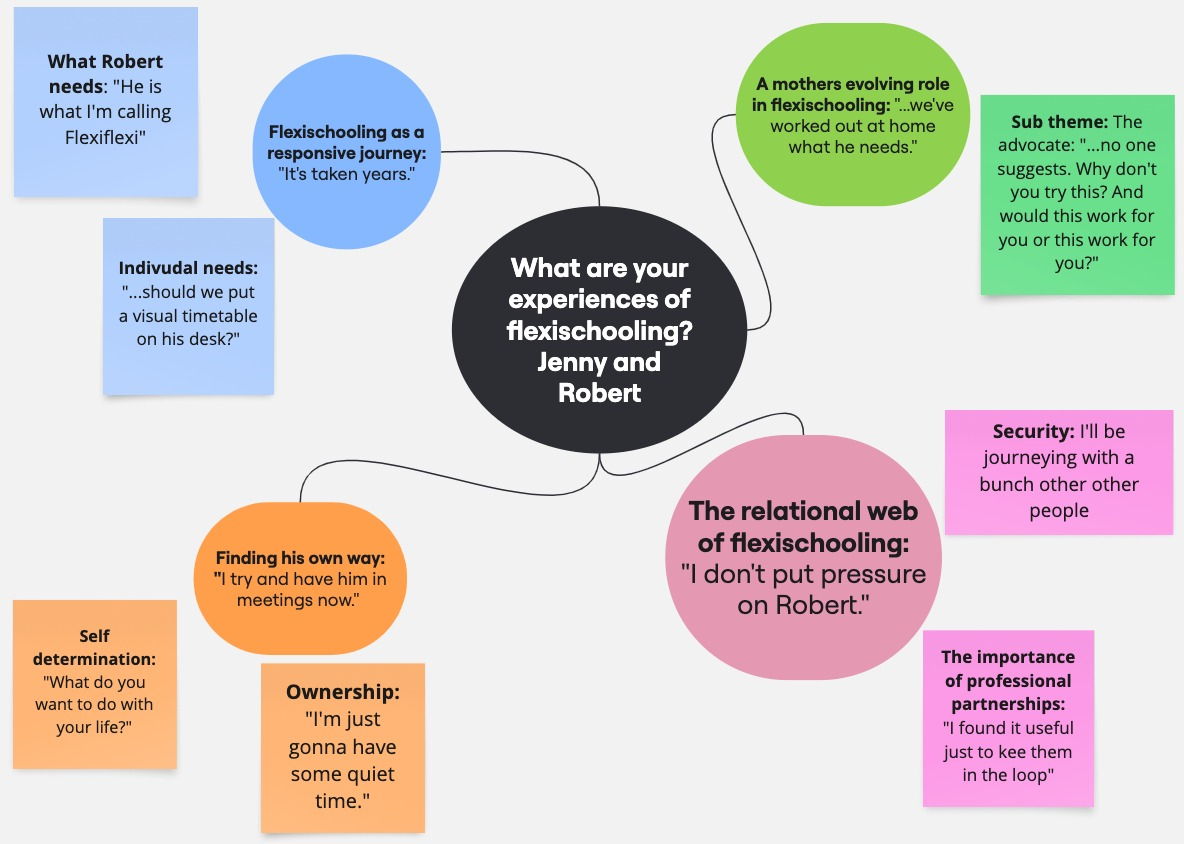 What Robert
needs: "He is
what I'm calling
Flexiflexi"
Flexischooling as a
responsive journey:
"It's taken years."
Indivudal needs:
"...should we put
a visual timetable
on his desk?"
A mothers evolving role
in flexischooling: "...we've
worked out at home
what he needs."
Sub theme: The
advocate: "...no one
suggests. Why don't
you try this? And
would this work for
you or this work for
you?"
What are your
experiences of
flexischooling?
Jenny and
Robert
Security: I'll be
journeying with a
bunch other other
people
The relational web
of flexischooling:
"I don't put pressure
on Robert."
The importance
of professional
partnerships:
"I found it useful
just to kee them
in the loop"
Finding his own way:
"I try and have him in
meetings now."
Self
determination:
"What do you
want to do with
your life?"
Ownership:
"I'm just
gonna have
some quiet
time."